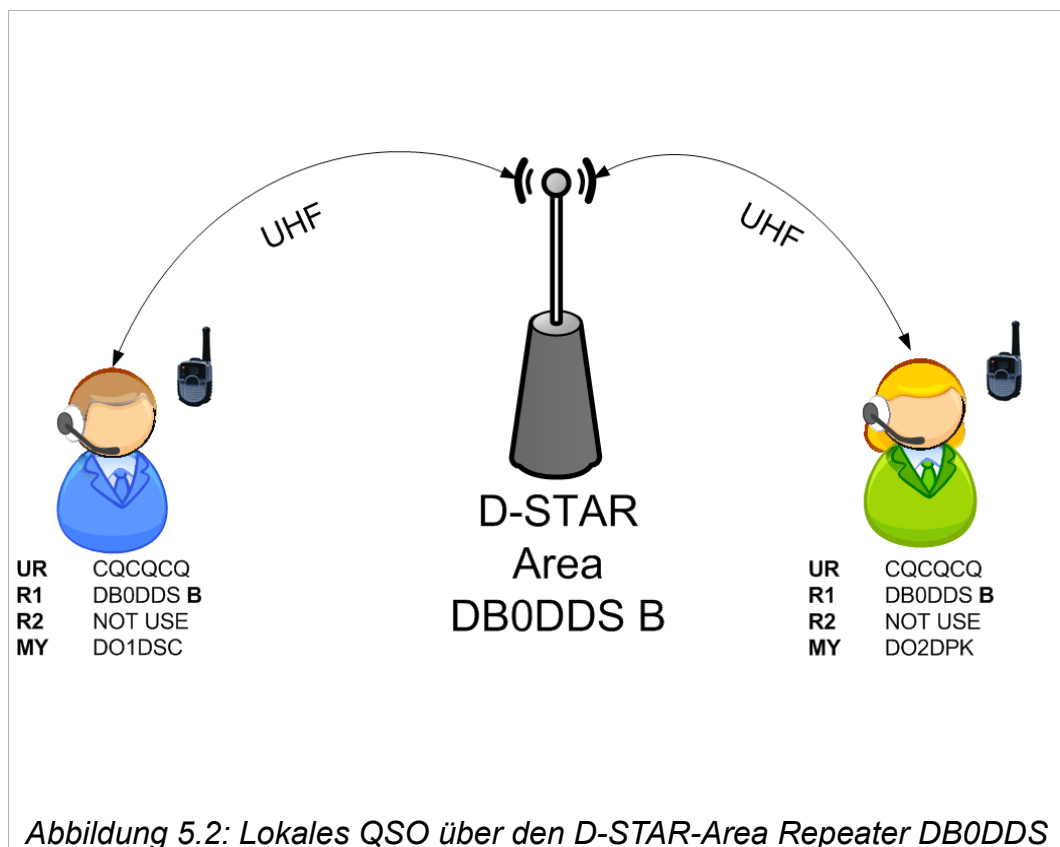 UHF
UHF
D-STAR
Area
DB0DDS B
UR CQCQCQ
R1 DB0DDS B
R2 NOT USE
MY DO1DSC
UR CQCQCQ
R1 DB0DDS B
R2 NOT USE
MY DO2DPK
Abbildung 5.2: Lokales QSO über den D-STAR-Area Repeater DB0DDS